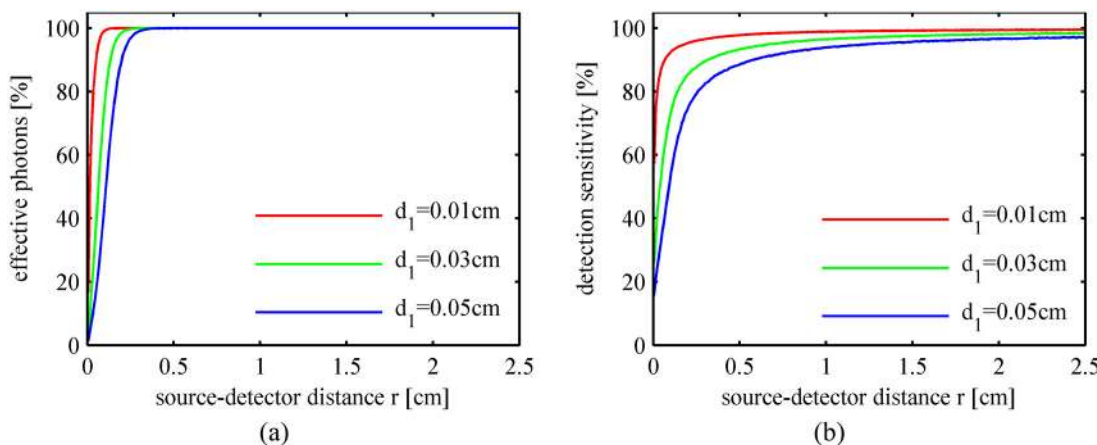 effective photons [%]
100
80
60
40
20
0
d1=0.01cm
d1=0.03cm
d1=0.05cm
0 0.5 1 1.5 2 2.5
source-detector distance r [cm]
(a)
detection sensitivity [%]
100
80
60
40
20
0
d1=0.01cm
d1=0.03cm
d1=0.05cm
0 0.5 1 1.5 2 2.5
source-detector distance r [cm]
(b)